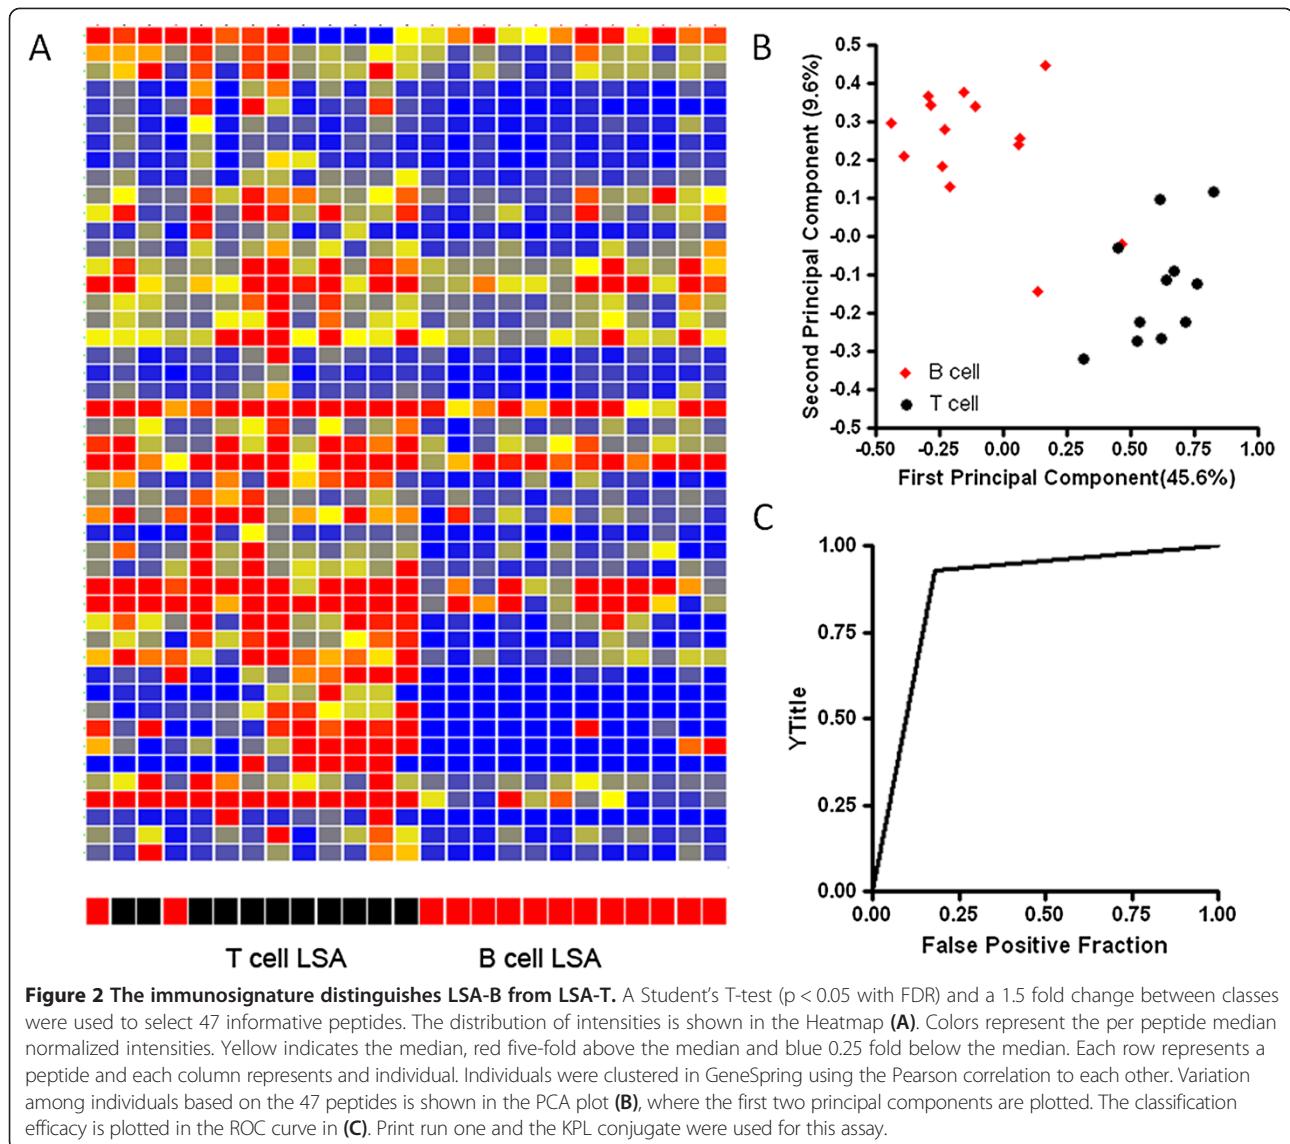 A
T cell LSA
B cell LSA
B
0.5
0.4
0.3
0.2
0.1
-0.0
-0.1
-0.2
-0.3
-0.4
-0.5
Second Principal Component (9.6%)
B cell
T cell
-0.50
-0.25
0.00
0.25
0.50
0.75
1.00
First Principal Component(45.6%)
C
1.00
0.75
0.50
0.25
0.00
YTitle
0.00
0.25
0.50
0.75
1.00
False Positive Fraction
Figure 2 The immunosignature distinguishes LSA-B from LSA-T. A Student's T-test (p < 0.05 with FDR) and a 1.5 fold change between classes
were used to select 47 informative peptides. The distribution of intensities is shown in the Heatmap (A). Colors represent the per peptide median
normalized intensities. Yellow indicates the median, red five-fold above the median and blue 0.25 fold below the median. Each row represents a
peptide and each column represents and individual. Individuals were clustered in GeneSpring using the Pearson correlation to each other. Variation
among individuals based on the 47 peptides is shown in the PCA plot (B), where the first two principal components are plotted. The classification
efficacy is plotted in the ROC curve in (C). Print run one and the KPL conjugate were used for this assay.